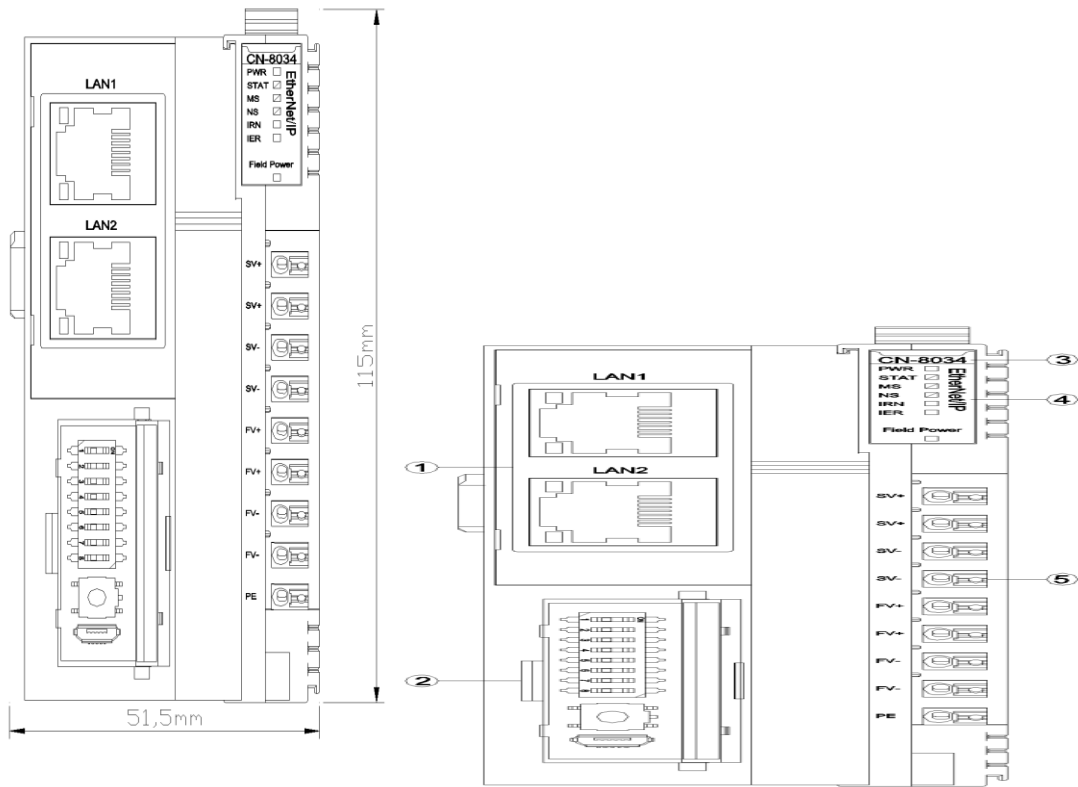 CN-8034
PWR
STAT
MS
NS
IRN
IER
EtherNet/IP
Field Power
LAN1
LAN2
SV+
SV+
SV-
SV-
FV+
FV+
FV-
FV-
PE
115mm
51,5mm
CN-8034
PWR
STAT
MS
NS
IRN
IER
EtherNet/IP
Field Power
LAN1
LAN2
SV+
SV+
SV-
SV-
FV+
FV+
FV-
FV-
PE
1
2
3
4
5